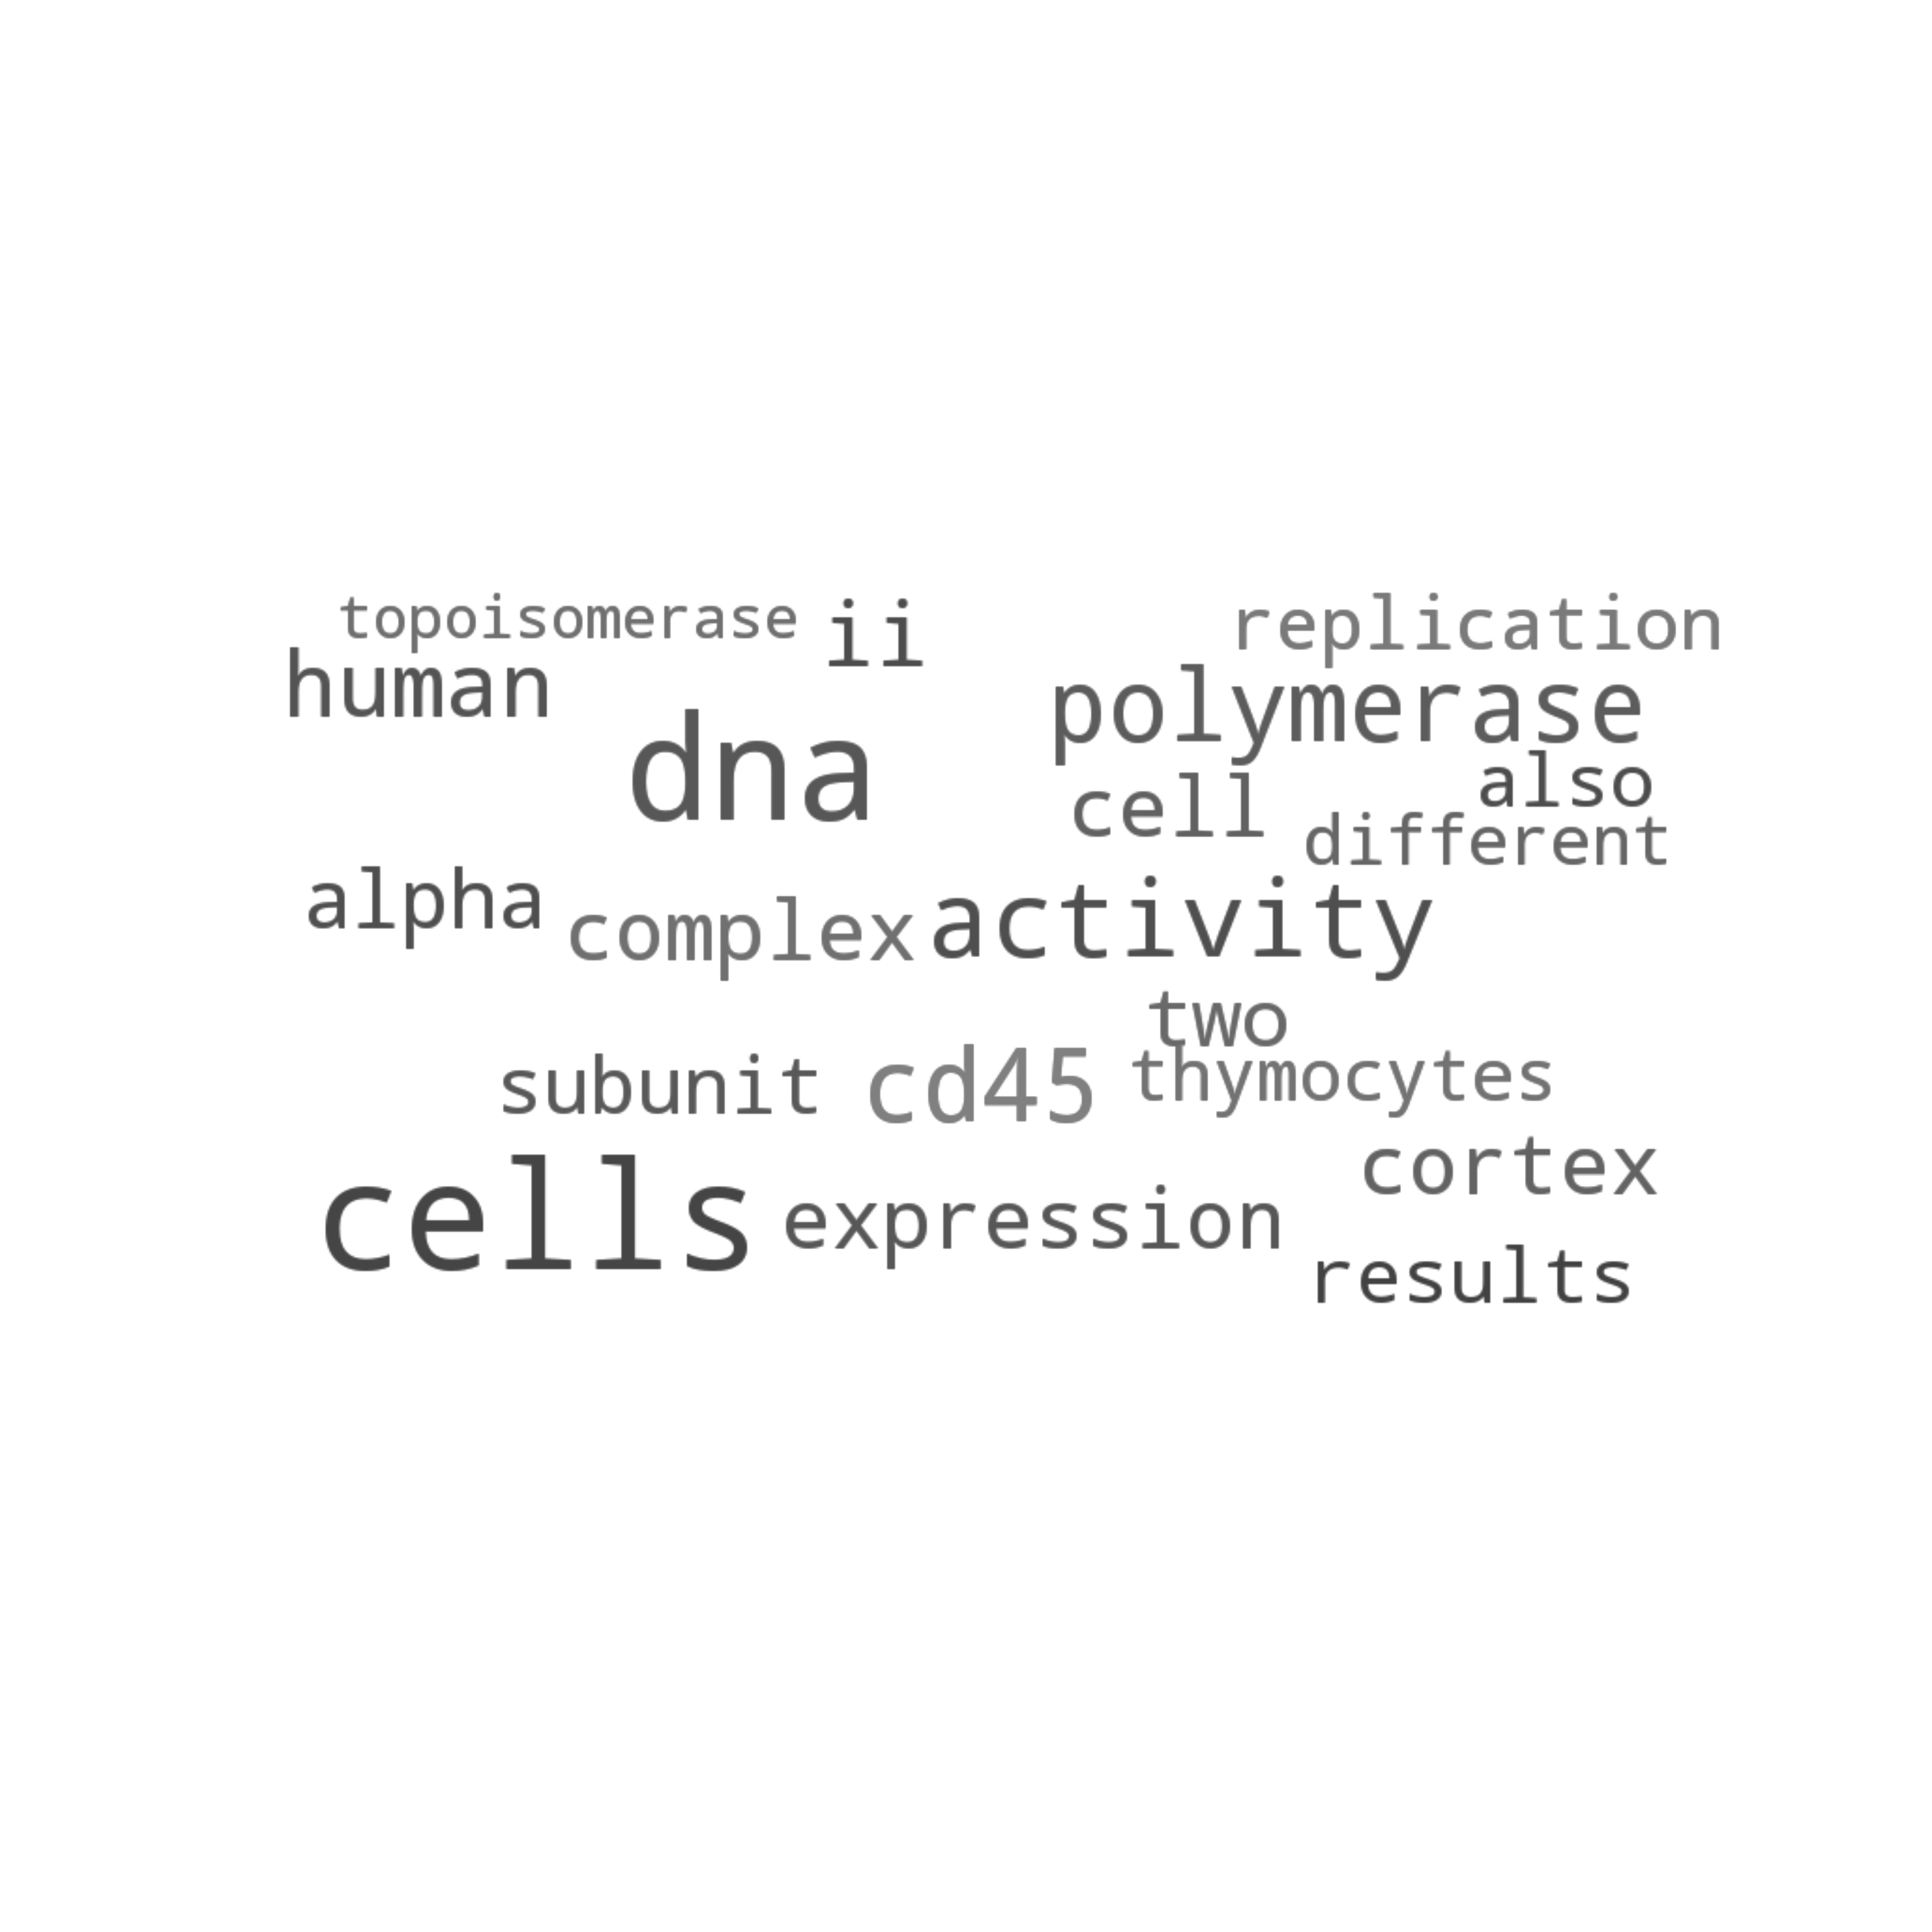 topoisomerase ii replication
human polymerase
dna also
cell different
alpha complex activity
two
subunit cd45 thymocytes
cortex
cells expression
results